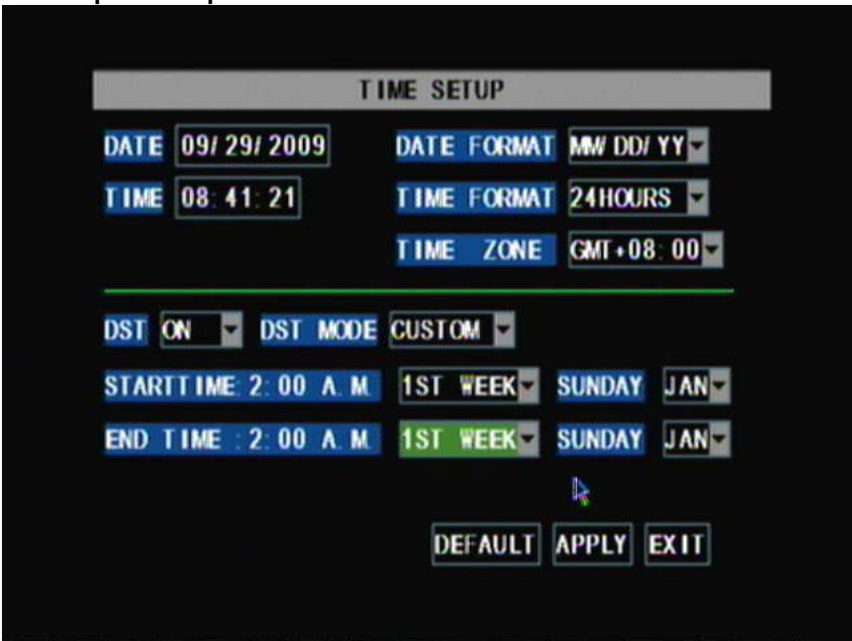 TIME SETUP
DATE 09/29/2009 DATE FORMAT MM/DD/YY
TIME 08:41:21 TIME FORMAT 24HOURS
TIME ZONE GMT+08:00
DST ON DST MODE CUSTOM
STARTTIME:2:00 A.M. 1ST WEEK SUNDAY JAN
END TIME :2:00 A.M. 1ST WEEK SUNDAY JAN
DEFAULT APPLY EXIT